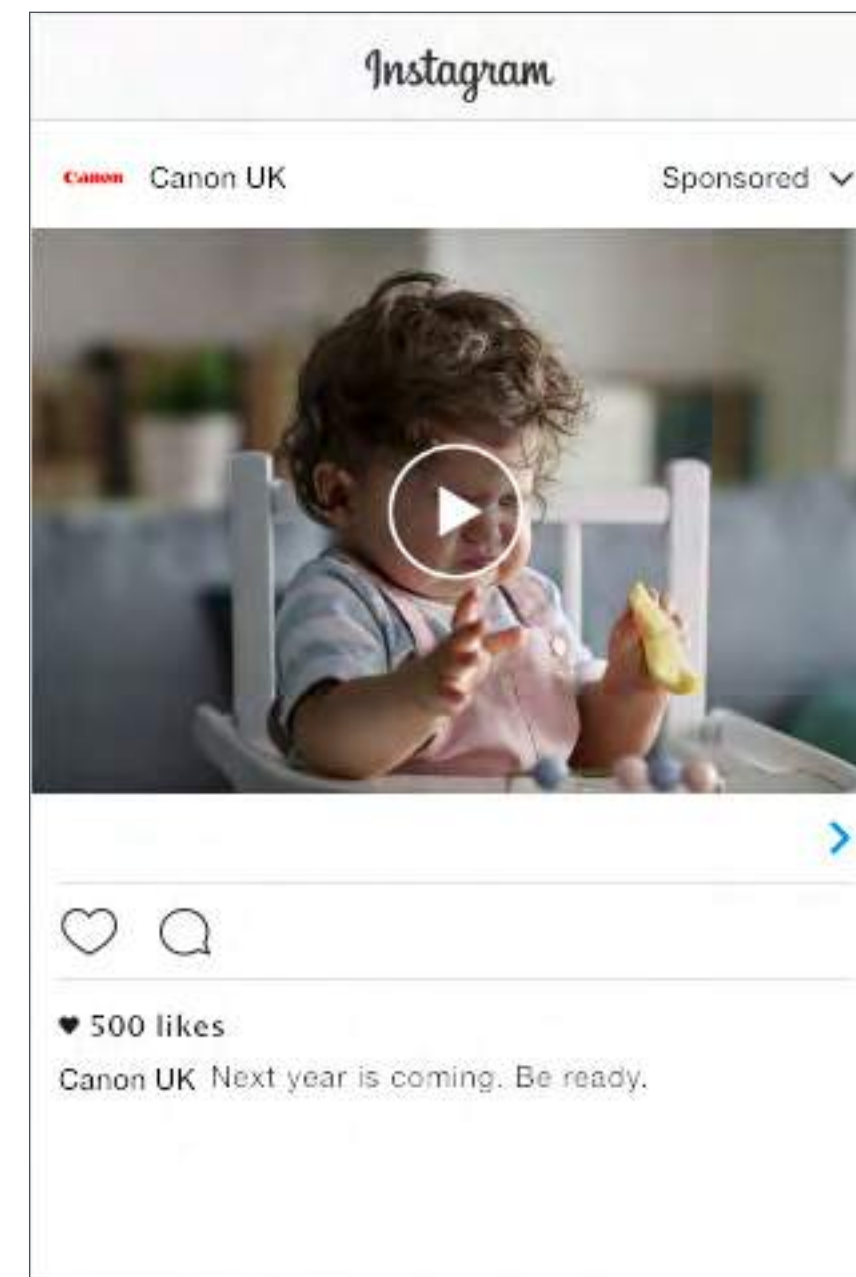 Instagram
Canon Canon UK Sponsored
500 likes
Canon UK Next year is coming. Be ready.